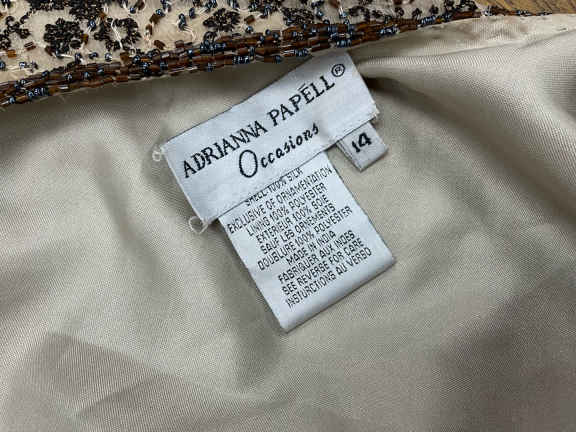 ADRIANNA PAPELL®
Occasions
14
SHELL 100% SILK
EXCLUSIVE OF ORNAMENTATION
LINING 100% POLYESTER
EXTERIEUR 100% SOIE
SAUF LES ORNEMENTS
DOUBLURE 100% POLYESTER
MADE IN INDIA
FABRIQUER AUX INDES
SEE REVERSE FOR CARE
INSTURCTIONS AU VERSO